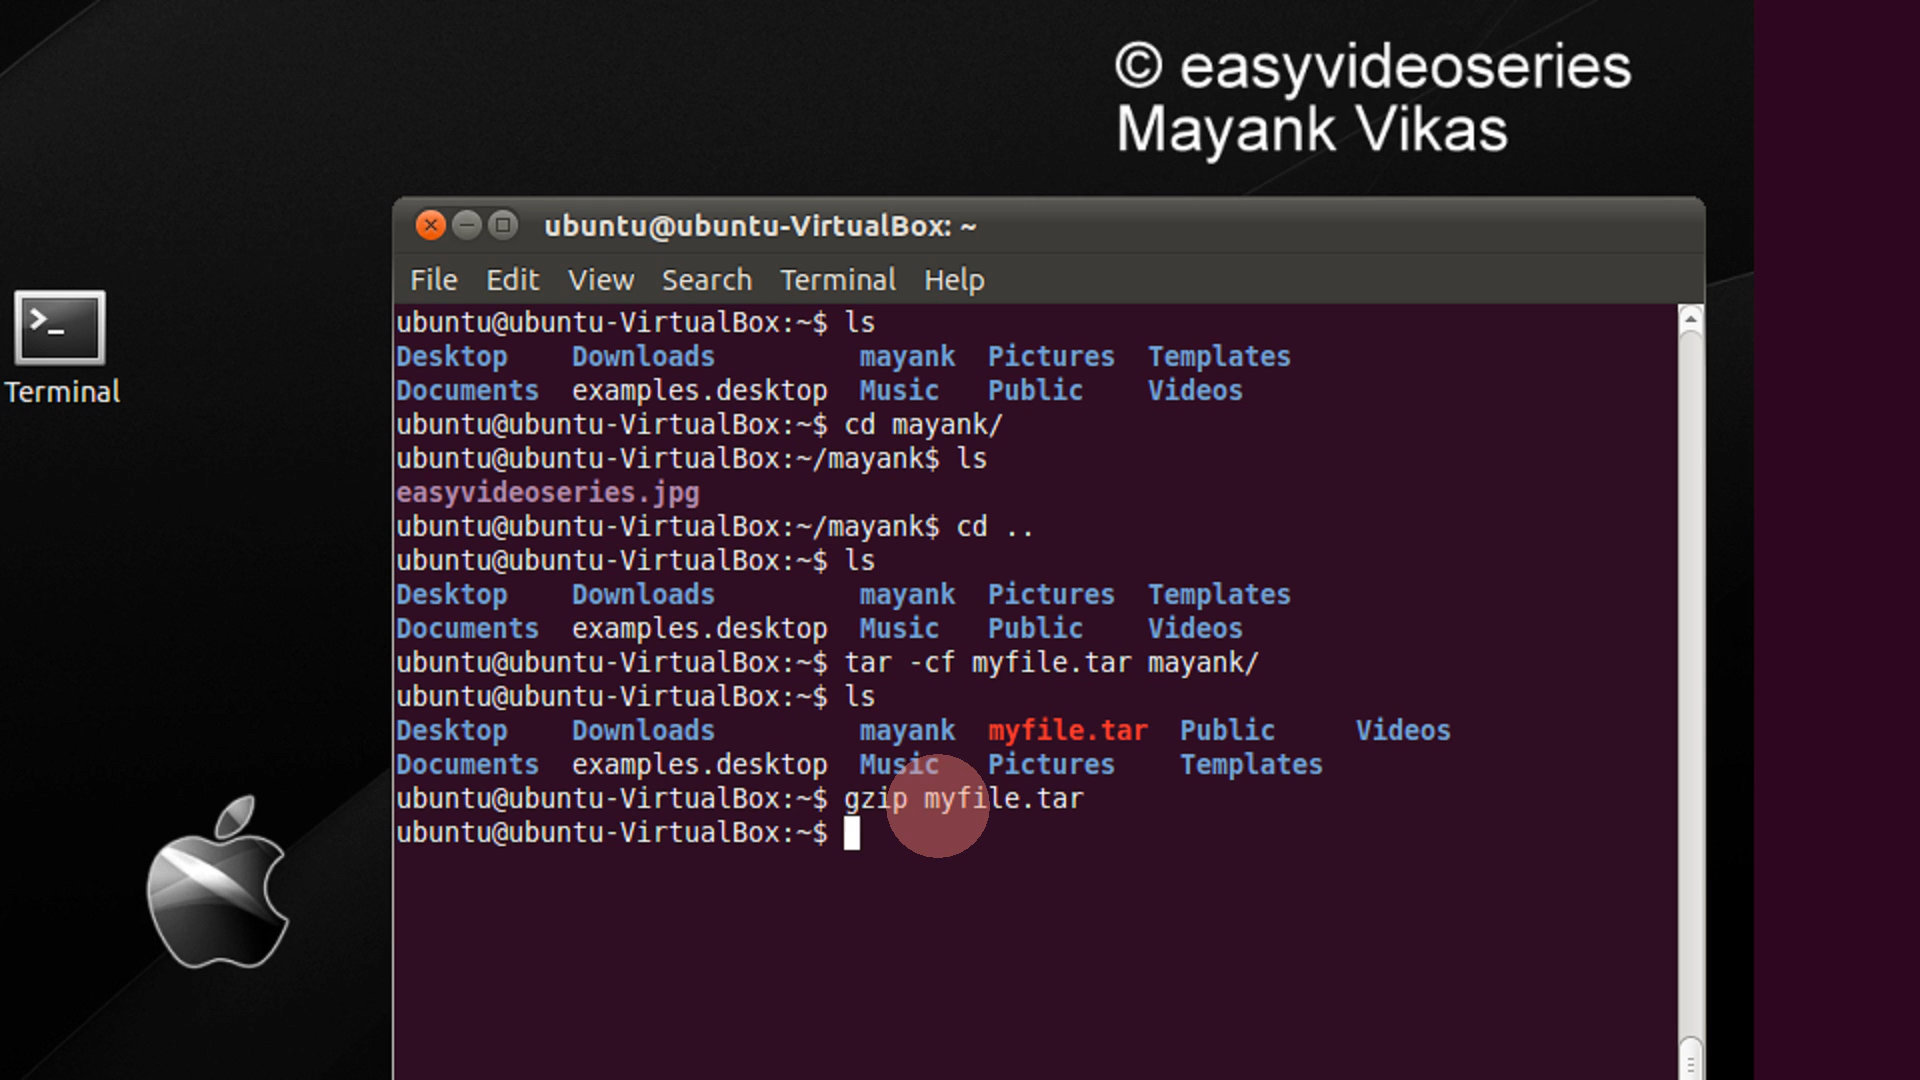 © easyvideoseries
Mayank Vikas
ubuntu@ubuntu-VirtualBox: ~
File Edit View Search Terminal Help
Terminal
ubuntu@ubuntu-VirtualBox:~$ ls
Desktop Downloads mayank Pictures Templates
Documents examples.desktop Music Public Videos
ubuntu@ubuntu-VirtualBox:~$ cd mayank/
ubuntu@ubuntu-VirtualBox:~/mayank$ ls
easyvideoseries.jpg
ubuntu@ubuntu-VirtualBox:~/mayank$ cd ..
ubuntu@ubuntu-VirtualBox:~$ ls
Desktop Downloads mayank Pictures Templates
Documents examples.desktop Music Public Videos
ubuntu@ubuntu-VirtualBox:~$ tar -cf myfile.tar mayank/
ubuntu@ubuntu-VirtualBox:~$ ls
Desktop Downloads mayank myfile.tar Public Videos
Documents examples.desktop Music Pictures Templates
ubuntu@ubuntu-VirtualBox:~$ gzip myfile.tar
ubuntu@ubuntu-VirtualBox:~$